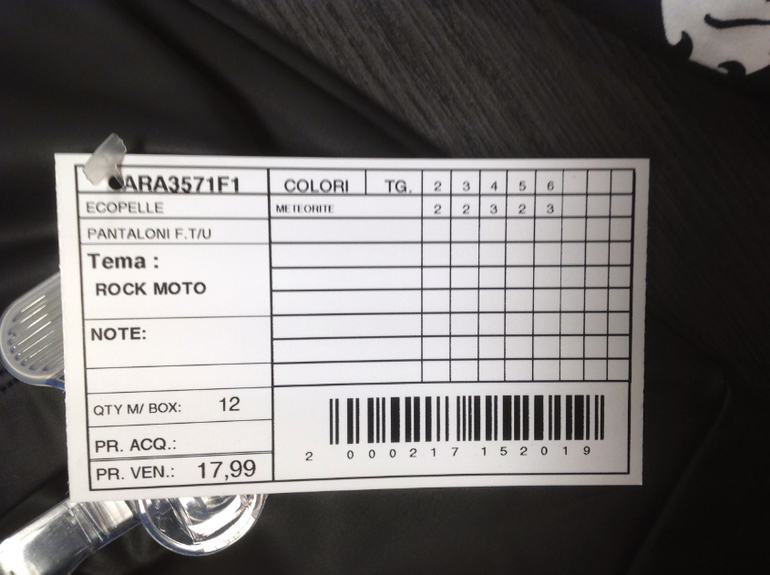 ARA3571F1 COLORI TG. 2 3 4 5 6
ECOPELLE METEORITE 2 2 3 2 3
PANTALONI F.T/U
Tema :
ROCK MOTO
NOTE:
QTY M/ BOX: 12
PR. ACQ.:
PR. VEN.: 17,99
2 000217 152019